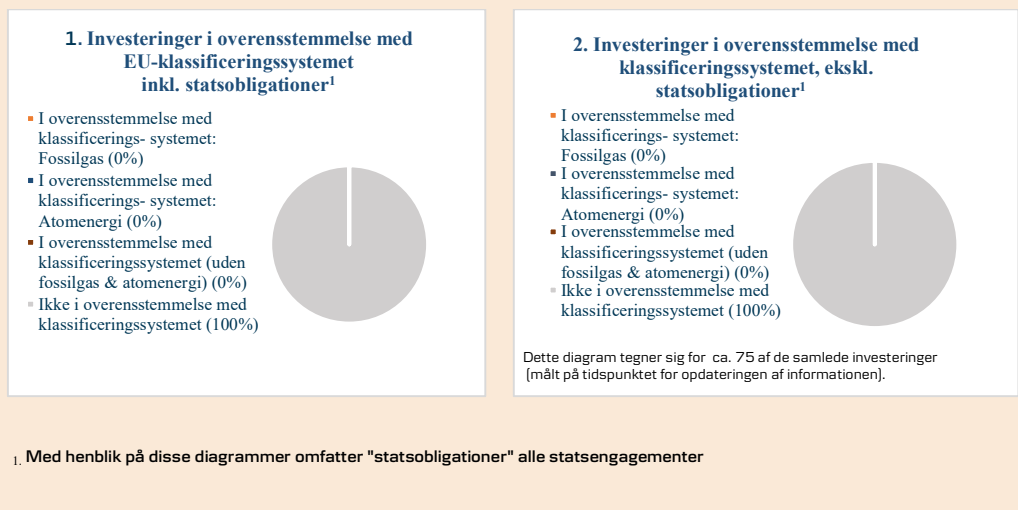 1. Investeringer i overensstemmelse med
EU-klassificeringssystemet
inkl. statsobligationer¹
I overensstemmelse med
klassificerings- systemet:
Fossilgas (0%)
I overensstemmelse med
klassificerings- systemet:
Atomenergi (0%)
I overensstemmelse med
klassificeringssystemet (uden
fossilgas & atomenergi) (0%)
Ikke i overensstemmelse med
klassificeringssystemet (100%)
2. Investeringer i overensstemmelse med
klassificeringssystemet, ekskl.
statsobligationer¹
I overensstemmelse med
klassificerings- systemet:
Fossilgas (0%)
I overensstemmelse med
klassificerings- systemet:
Atomenergi (0%)
I overensstemmelse med
klassificeringssystemet (uden
fossilgas & atomenergi) (0%)
Ikke i overensstemmelse med
klassificeringssystemet (100%)
Dette diagram tegner sig for ca. 75 af de samlede investeringer
(målt på tidspunktet for opdateringen af informationen).
1. Med henblik på disse diagrammer omfatter "statsobligationer" alle statsengagementer